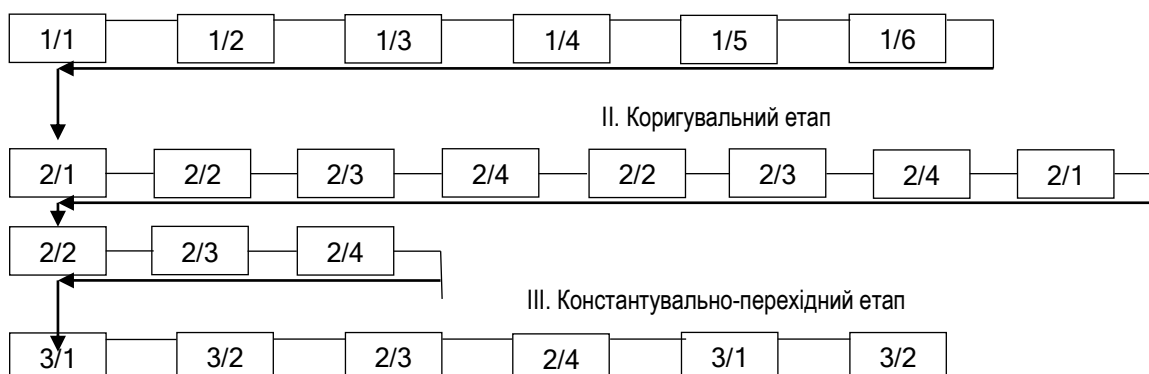 1/1 1/2 1/3 1/4 1/5 1/6
ІІ. Коригувальний етап
2/1 2/2 2/3 2/4 2/2 2/3 2/4 2/1
2/2 2/3 2/4
ІІІ. Константувально-перехідний етап
3/1 3/2 2/3 2/4 3/1 3/2